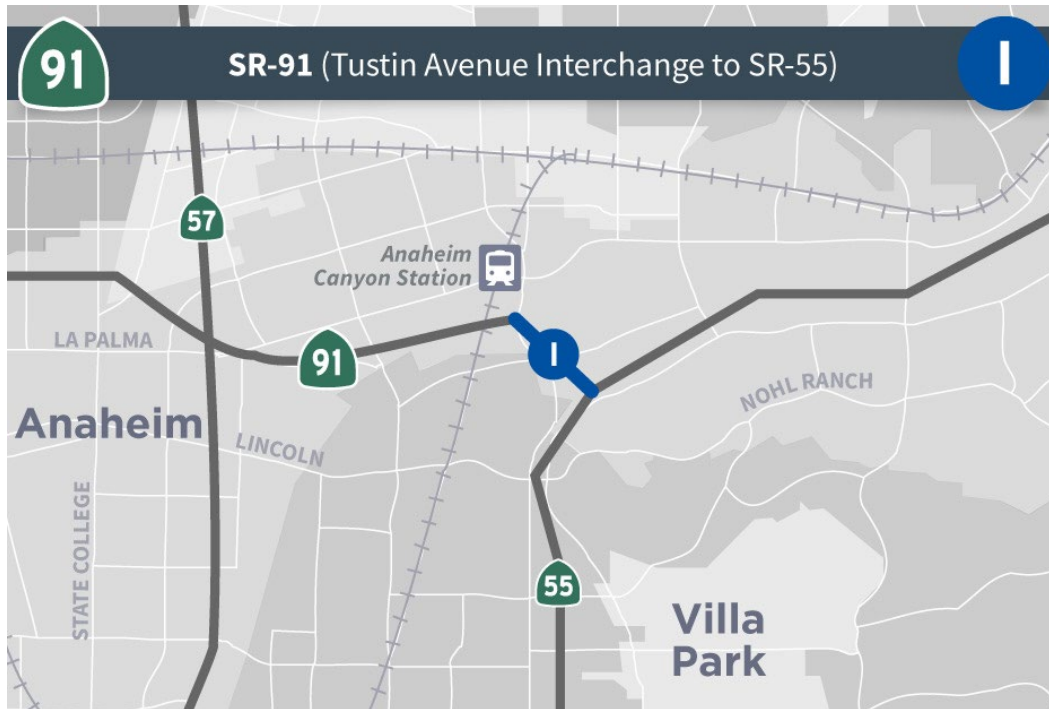 91
SR-91 (Tustin Avenue Interchange to SR-55)
I
57
Anaheim
Canyon Station
LA PALMA
91
I
NOHL RANCH
Anaheim
LINCOLN
STATE COLLEGE
55
Villa
Park